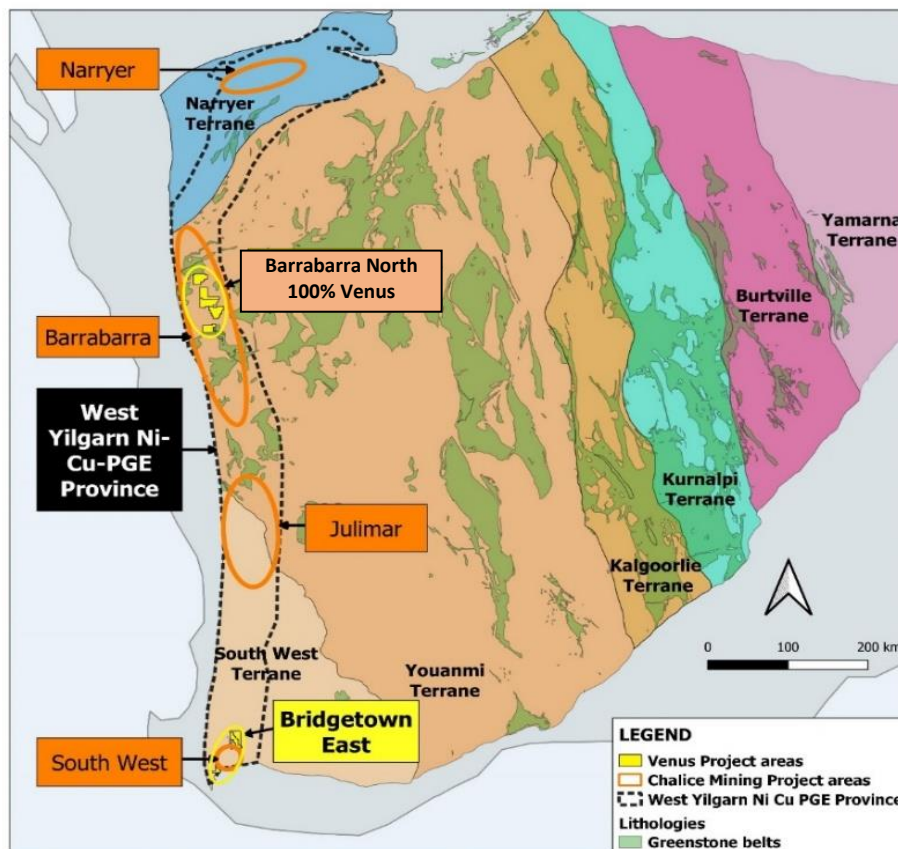 Narryer
Narryer
Terrane
Barrabarra North
100% Venus
Yamarna
Terrane
Burtville
Terrane
Barrabarra
West
Yilgarn Ni-
Cu-PGE
Province
Kurnalpi
Terrane
Julimar
Kalgoorlie
Terrane
0 100 200 km
South West
Terrane
Youanmi
Terrane
Bridgetown
East
South West
LEGEND
Venus Project areas
Chalice Mining Project areas
West Yilgarn Ni Cu PGE Province
Lithologies
Greenstone belts